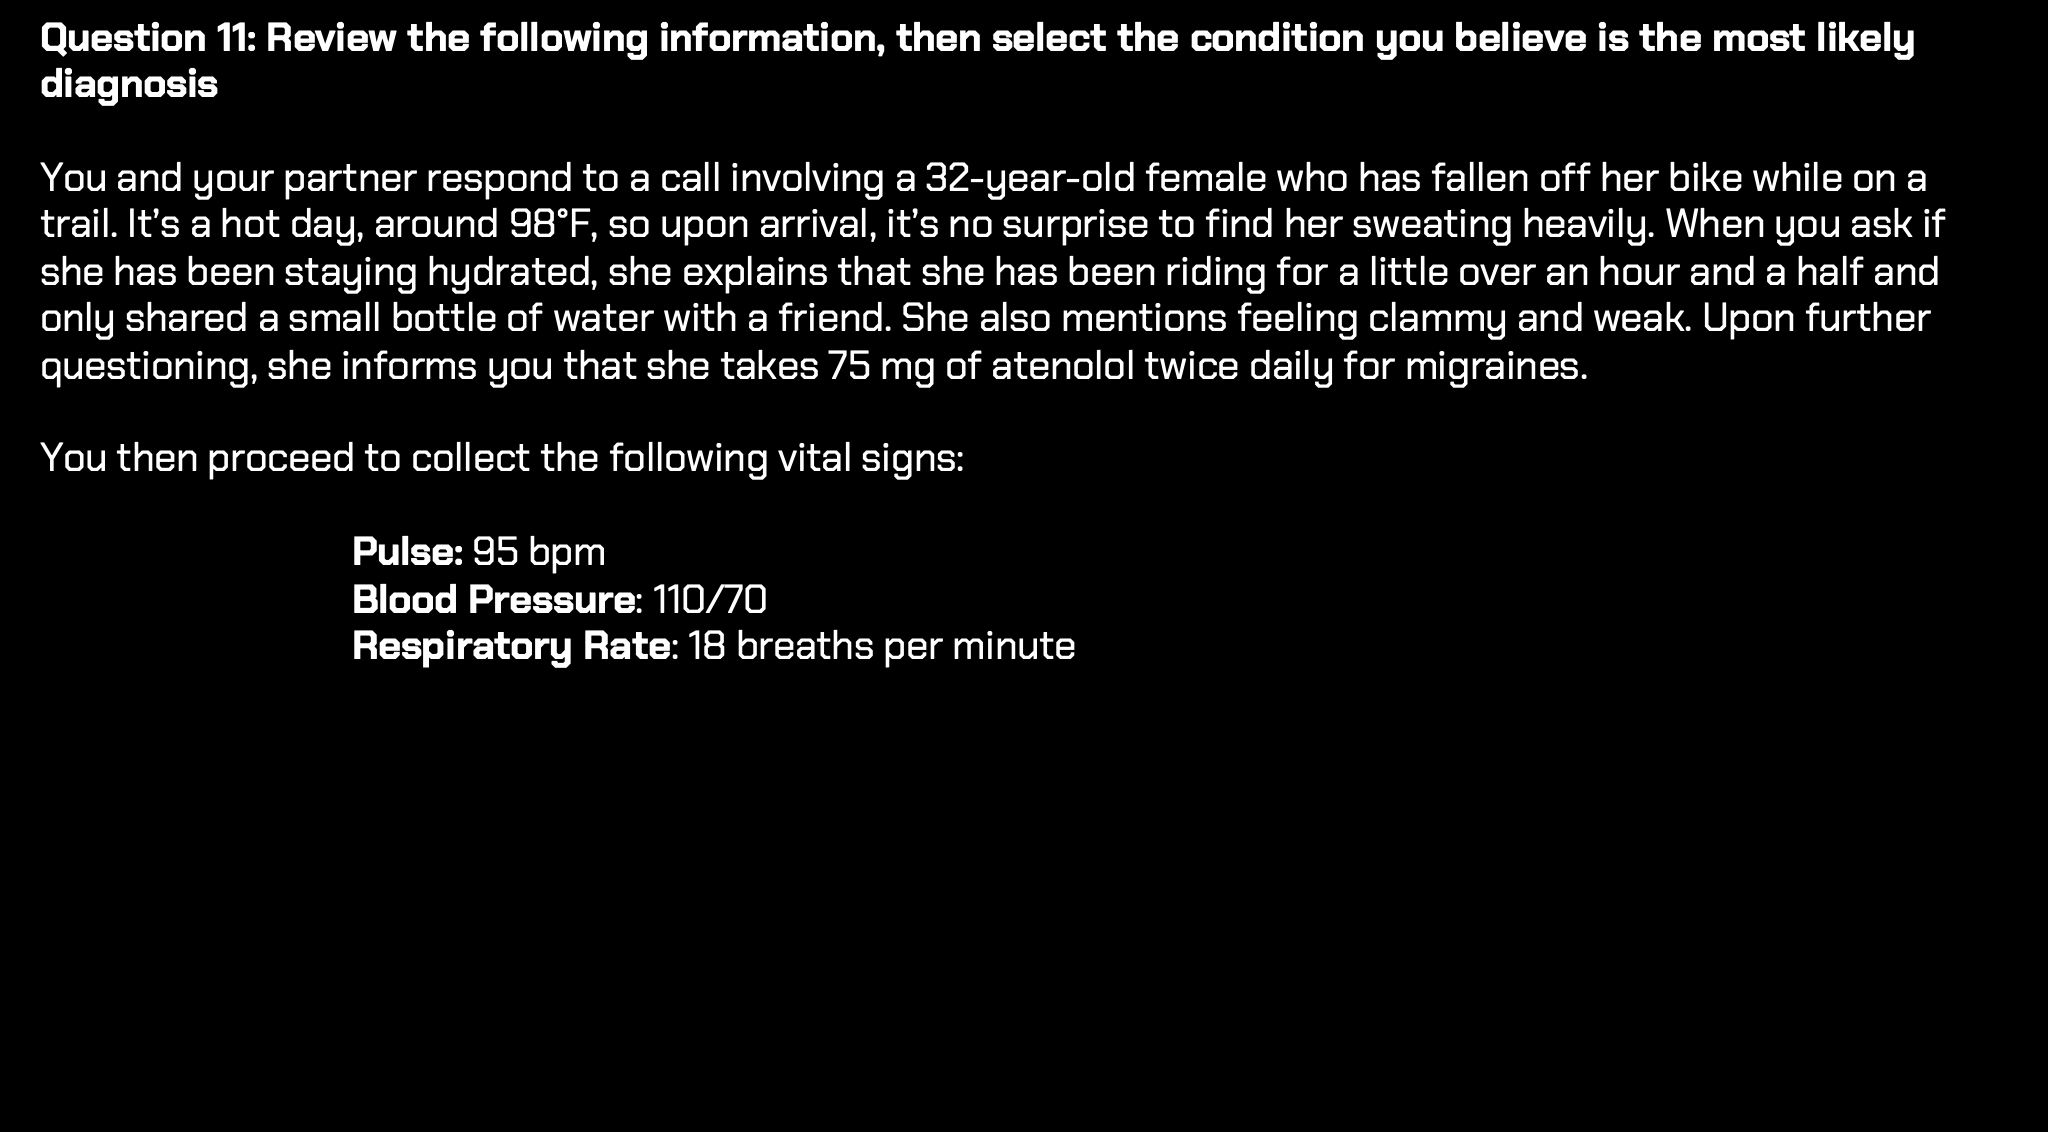 Question 11: Review the following information, then select the condition you believe is the most likely
diagnosis
You and your partner respond to a call involving a 32-year-old female who has fallen off her bike while on a
trail. It’s a hot day, around 98°F, so upon arrival, it’s no surprise to find her sweating heavily. When you ask if
she has been staying hydrated, she explains that she has been riding for a little over an hour and a half and
only shared a small bottle of water with a friend. She also mentions feeling clammy and weak. Upon further
questioning, she informs you that she takes 75 mg of atenolol twice daily for migraines.
You then proceed to collect the following vital signs:
Pulse: 95 bpm
Blood Pressure: 110/70
Respiratory Rate: 18 breaths per minute